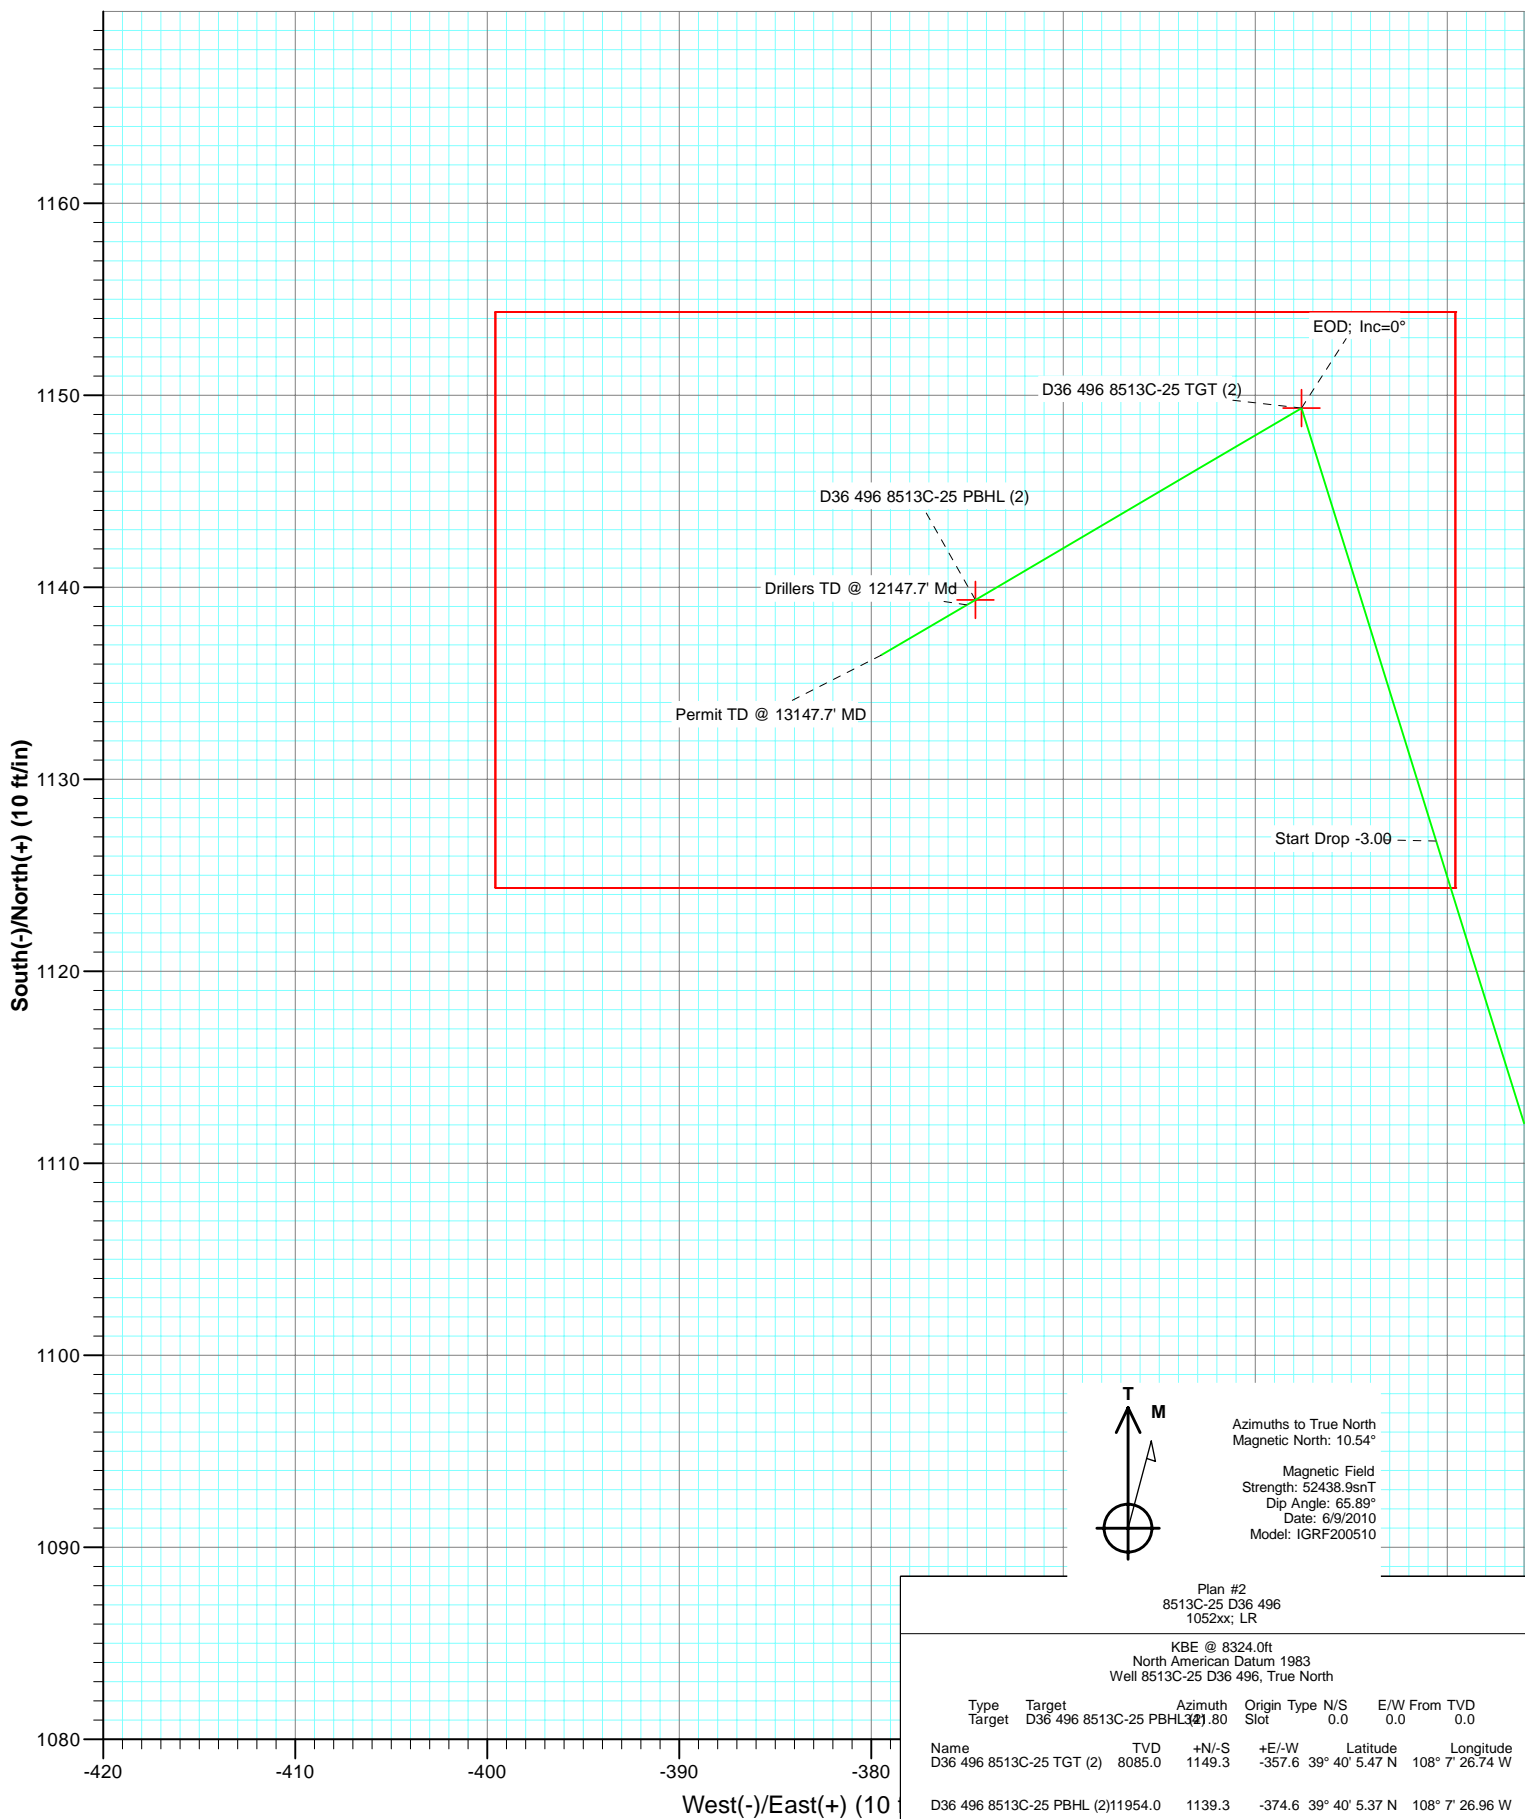 1160
EOD; Inc=0°
1150
D36 496 8513C-25 TGT (2)
D36 496 8513C-25 PBHL (2)
1140
Drillers TD @ 12147.7' Md
Permit TD @ 13147.7' MD
South(-)/North(+) (10 ft/in)
1130
Start Drop -3.00
1120
1110
1100
T
M
Azimuths to True North
Magnetic North: 10.54°
Magnetic Field
Strength: 52438.9snT
Dip Angle: 65.89°
Date: 6/9/2010
Model: IGRF200510
1090
Plan #2
8513C-25 D36 496
1052xx; LR
KBE @ 8324.0ft
North American Datum 1983
Well 8513C-25 D36 496, True North
Type Target Azimuth Origin Type N/S E/W From TVD
Target D36 496 8513C-25 PBHL (2) 341.80 Slot 0.0 0.0 0.0
1080
Name TVD +N/-S +E/-W Latitude Longitude
D36 496 8513C-25 TGT (2) 8085.0 1149.3 -357.6 39° 40' 5.47 N 108° 7' 26.74 W
-420 -410 -400 -390 -380
West(-)/East(+) (10
D36 496 8513C-25 PBHL (2) 11954.0 1139.3 -374.6 39° 40' 5.37 N 108° 7' 26.96 W